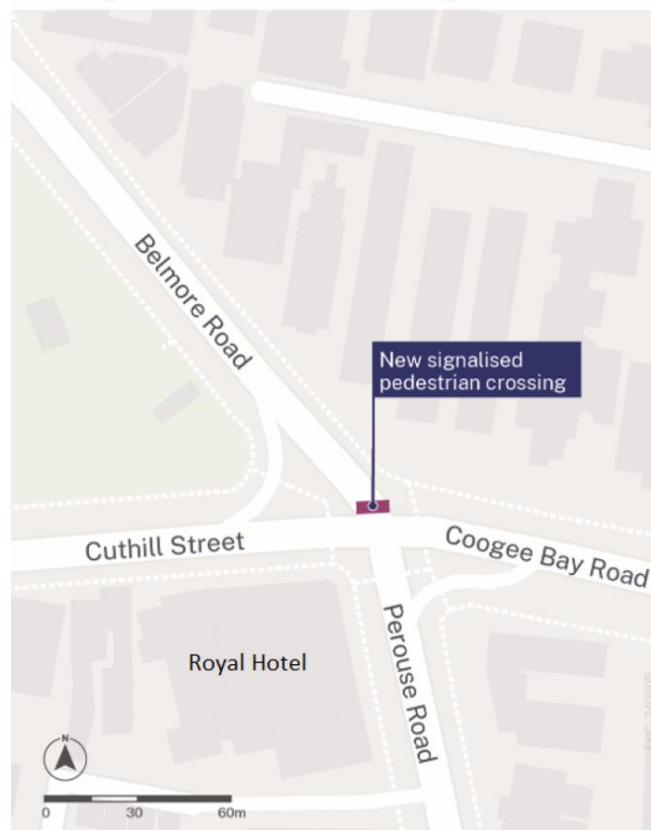 Belmore Road
New signalised
pedestrian crossing
Cuthill Street
Coogee Bay Road
Perouse Road
Royal Hotel
N
0 30 60m